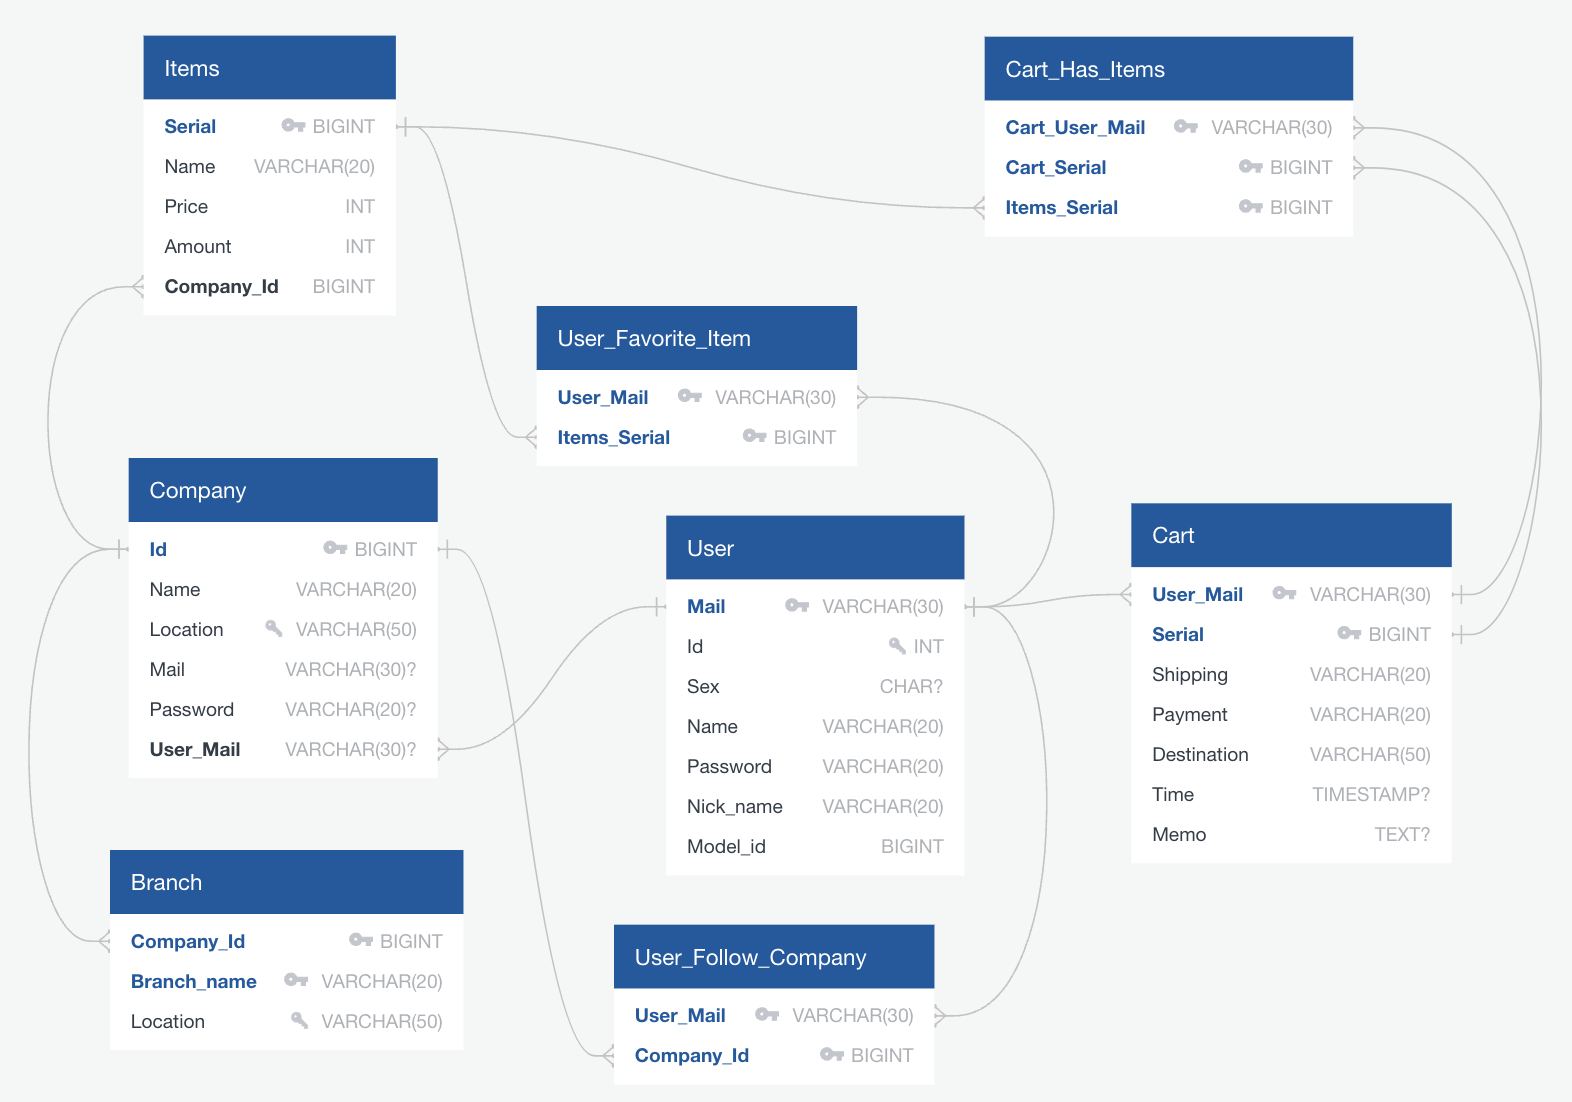 Items
Serial BIGINT
Name VARCHAR(20)
Price INT
Amount INT
Company_Id BIGINT
Cart_Has_Items
Cart_User_Mail VARCHAR(30)
Cart_Serial BIGINT
Items_Serial BIGINT
User_Favorite_Item
User_Mail VARCHAR(30)
Items_Serial BIGINT
Company
Id BIGINT
Name VARCHAR(20)
Location VARCHAR(50)
Mail VARCHAR(30)?
Password VARCHAR(20)?
User_Mail VARCHAR(30)?
User
Mail VARCHAR(30)
Id INT
Sex CHAR?
Name VARCHAR(20)
Password VARCHAR(20)
Nick_name VARCHAR(20)
Model_id BIGINT
Cart
User_Mail VARCHAR(30)
Serial BIGINT
Shipping VARCHAR(20)
Payment VARCHAR(20)
Destination VARCHAR(50)
Time TIMESTAMP?
Memo TEXT?
Branch
Company_Id BIGINT
Branch_name VARCHAR(20)
Location VARCHAR(50)
User_Follow_Company
User_Mail VARCHAR(30)
Company_Id BIGINT